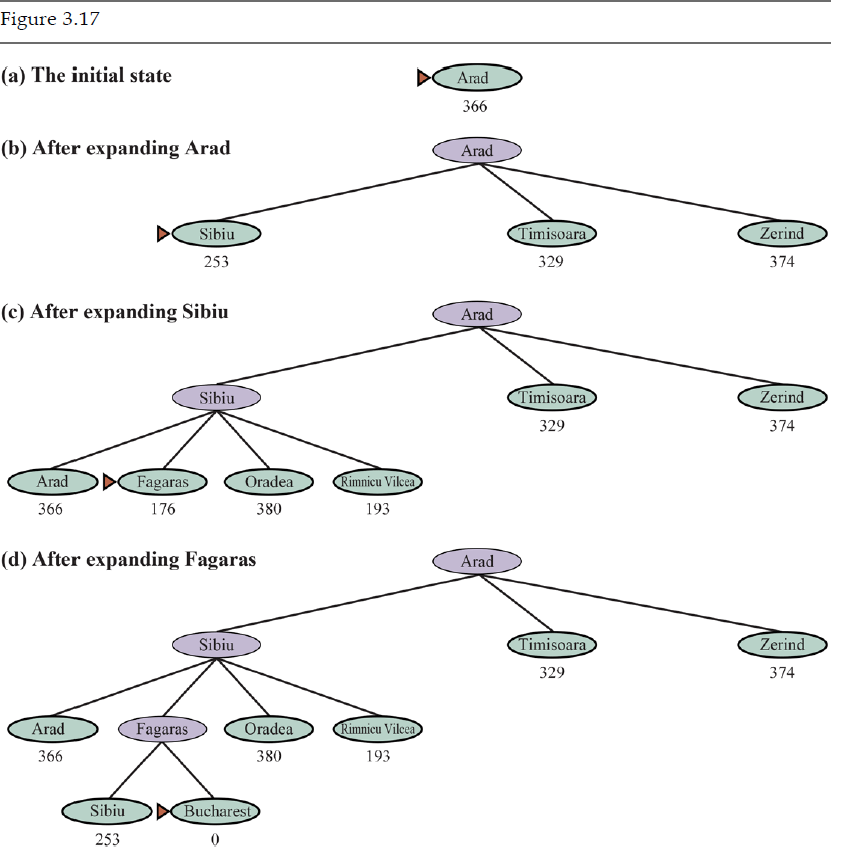 Figure 3.17
(a) The initial state
Arad
366
(b) After expanding Arad
Arad
Sibiu Timisoara Zerind
253 329 374
(c) After expanding Sibiu
Arad
Sibiu Timisoara Zerind
329 374
Arad Fagaras Oradea Rimnicu Vilcea
366 176 380 193
(d) After expanding Fagaras
Arad
Sibiu Timisoara Zerind
329 374
Arad Fagaras Oradea Rimnicu Vilcea
366 380 193
Sibiu Bucharest
253 0